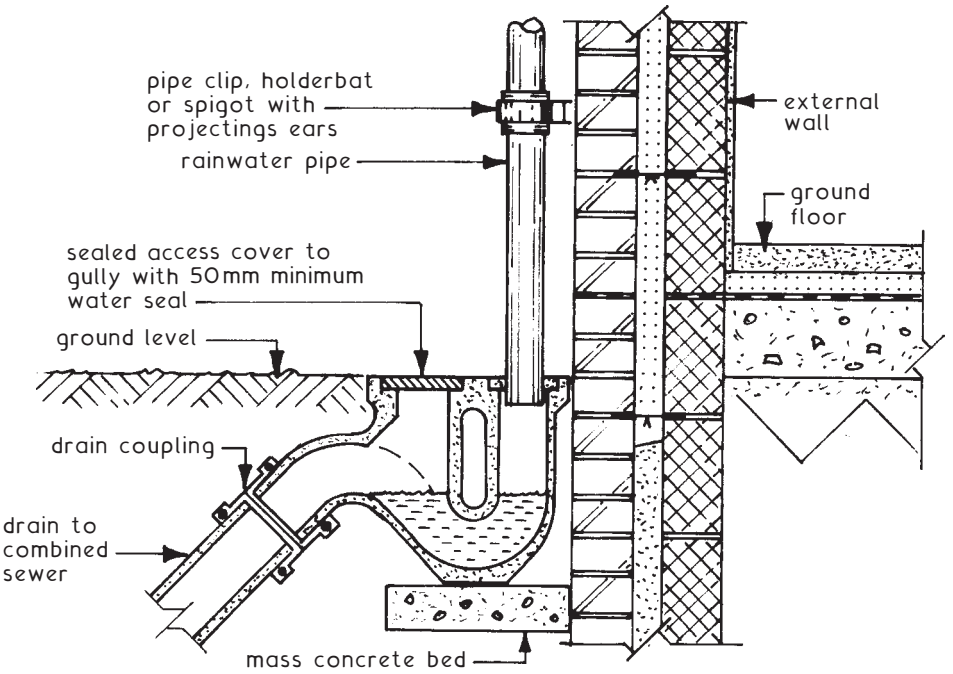 pipe clip, holderbat
or spigot with
projectings ears
rainwater pipe
external
wall
ground
floor
sealed access cover to
gully with 50mm minimum
water seal
ground level
drain coupling
drain to
combined
sewer
mass concrete bed